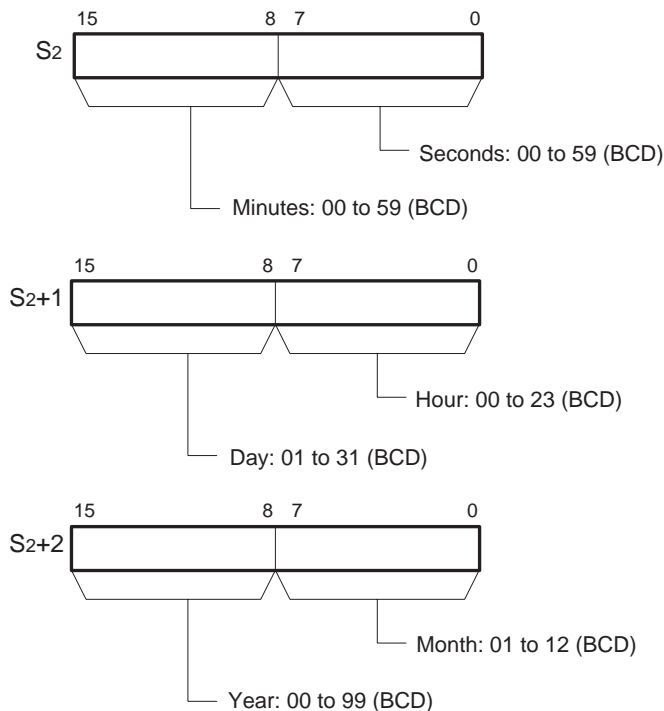 15 8 7 0
S2
Seconds: 00 to 59 (BCD)
Minutes: 00 to 59 (BCD)
15 8 7 0
S2+1
Hour: 00 to 23 (BCD)
Day: 01 to 31 (BCD)
15 8 7 0
S2+2
Month: 01 to 12 (BCD)
Year: 00 to 99 (BCD)